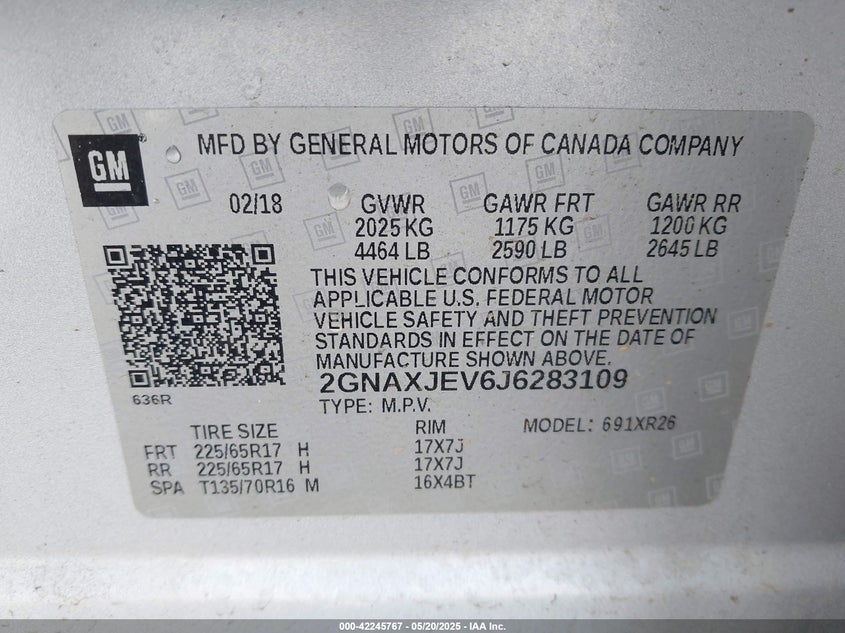 GM
MFD BY GENERAL MOTORS OF CANADA COMPANY
02/18 GVWR GAWR FRT GAWR RR
2025 KG 1175 KG 1200 KG
4464 LB 2590 LB 2645 LB
THIS VEHICLE CONFORMS TO ALL
APPLICABLE U.S. FEDERAL MOTOR
VEHICLE SAFETY AND THEFT PREVENTION
STANDARDS IN EFFECT ON THE DATE OF
MANUFACTURE SHOWN ABOVE.
636R
2GNAXJEV6J6283109
TYPE: M.P.V.
TIRE SIZE RIM MODEL: 691XR26
FRT 225/65R17 H 17X7J
RR 225/65R17 H 17X7J
SPA T135/70R16 M 16X4BT
000-42245767 - 05/20/2025 - IAA Inc.